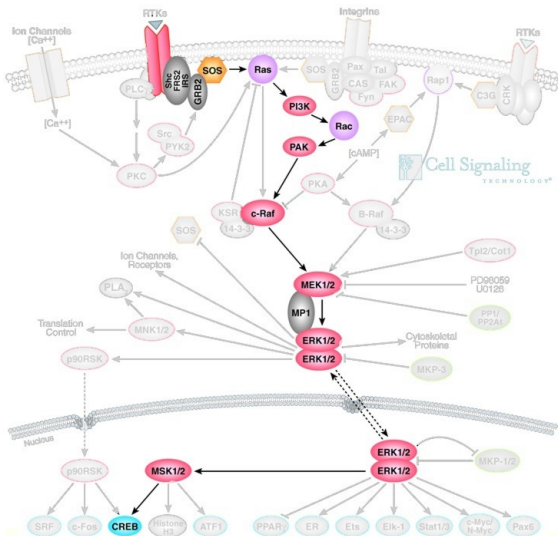 RTKs
Integrins
RTKs
Ion Channels
[Ca++]
PLC
Shc
FRS2
IRS
GRB2
SOS
Ras
SOS
GRB2
Pax
Tal
CAS
FAK
Fyn
Rap1
C3G
CRK
PI3K
Rac
EPAC
[Ca++]
Src
PYK2
PAK
[cAMP]
PKC
PKA
Cell Signaling
TECHNOLOGY®
KSR
14-3-3
c-Raf
B-Raf
14-3-3
SOS
Ion Channels,
Receptors
Tpl2/Cot1
MEK1/2
PD98059
U0126
PLA
MP1
PP1/
PP2A
Translation
Control
MNK1/2
ERK1/2
ERK1/2
Cytoskeletal
Proteins
p90RSK
MKP-3
Nucleus
ERK1/2
ERK1/2
p90RSK
MSK1/2
MKP-1/2
SRF
c-Fos
CREB
Histone
H3
ATF1
PPARγ
ER
Ets
Elk-1
Stat1/3
c-Myc/
N-Myc
Pax6